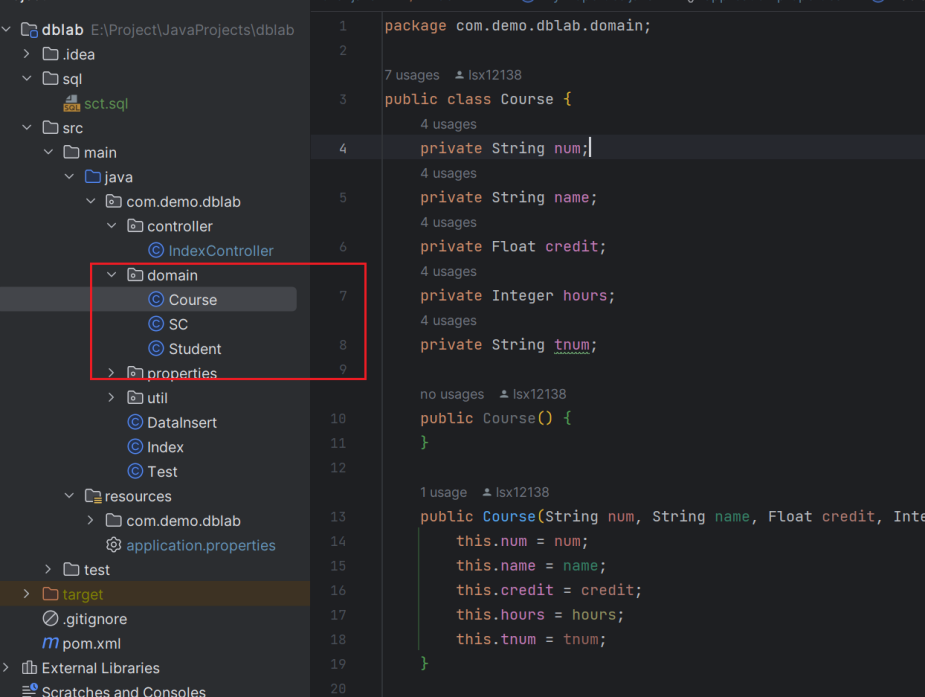 dblab E:\Project\JavaProjects\dblab
.idea
sql
sct.sql
src
main
java
com.demo.dblab
controller
IndexController
domain
Course
SC
Student
properties
util
DataInsert
Index
Test
resources
com.demo.dblab
application.properties
test
target
.gitignore
pom.xml
External Libraries
Scratches and Consoles
1 package com.demo.dblab.domain;
2
7 usages lsx12138
3 public class Course {
4 usages
4 private String num;
4 usages
5 private String name;
4 usages
6 private Float credit;
4 usages
7 private Integer hours;
4 usages
8 private String tnum;
9
no usages lsx12138
10 public Course() {
11 }
12
1 usage lsx12138
13 public Course(String num, String name, Float credit, Inte
14 this.num = num;
15 this.name = name;
16 this.credit = credit;
17 this.hours = hours;
18 this.tnum = tnum;
19 }
20